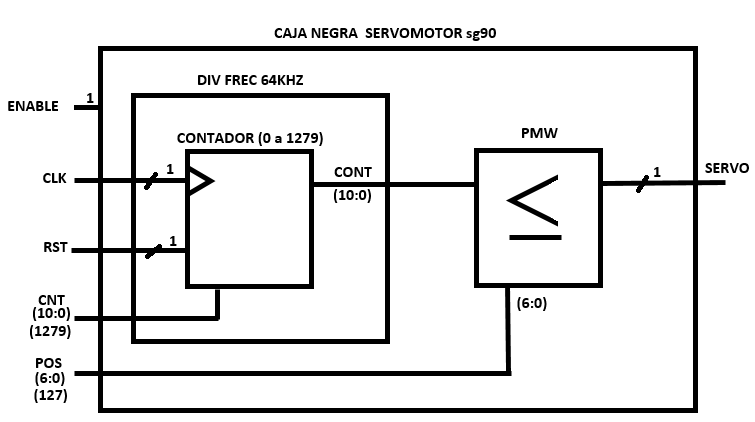 CAJA NEGRA SERVOMOTOR sg90
DIV FREC 64KHZ
ENABLE
1
CONTADOR (0 a 1279)
PMW
CLK
1
CONT
(10:0)
1
SERVO
RST
1
CNT
(10:0)
(1279)
(6:0)
POS
(6:0)
(127)